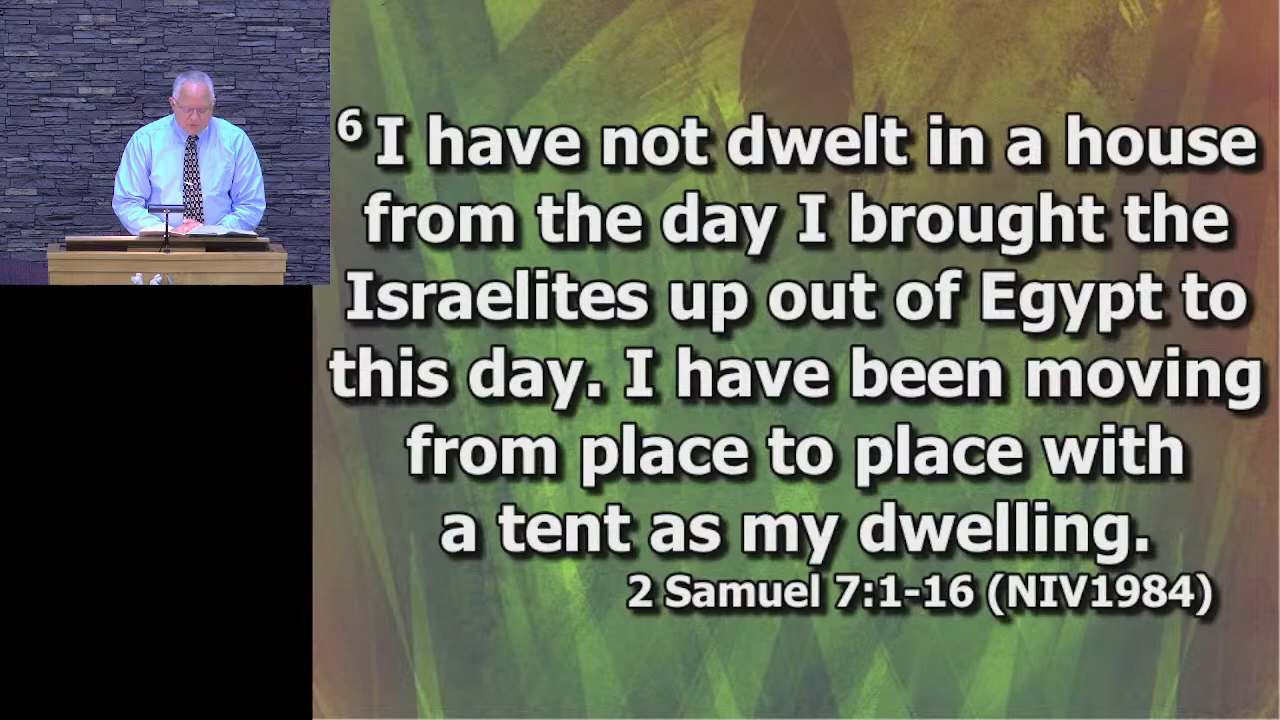 6 I have not dwelt in a house
from the day I brought the
Israelites up out of Egypt to
this day. I have been moving
from place to place with
a tent as my dwelling.
2 Samuel 7:1-16 (NIV1984)